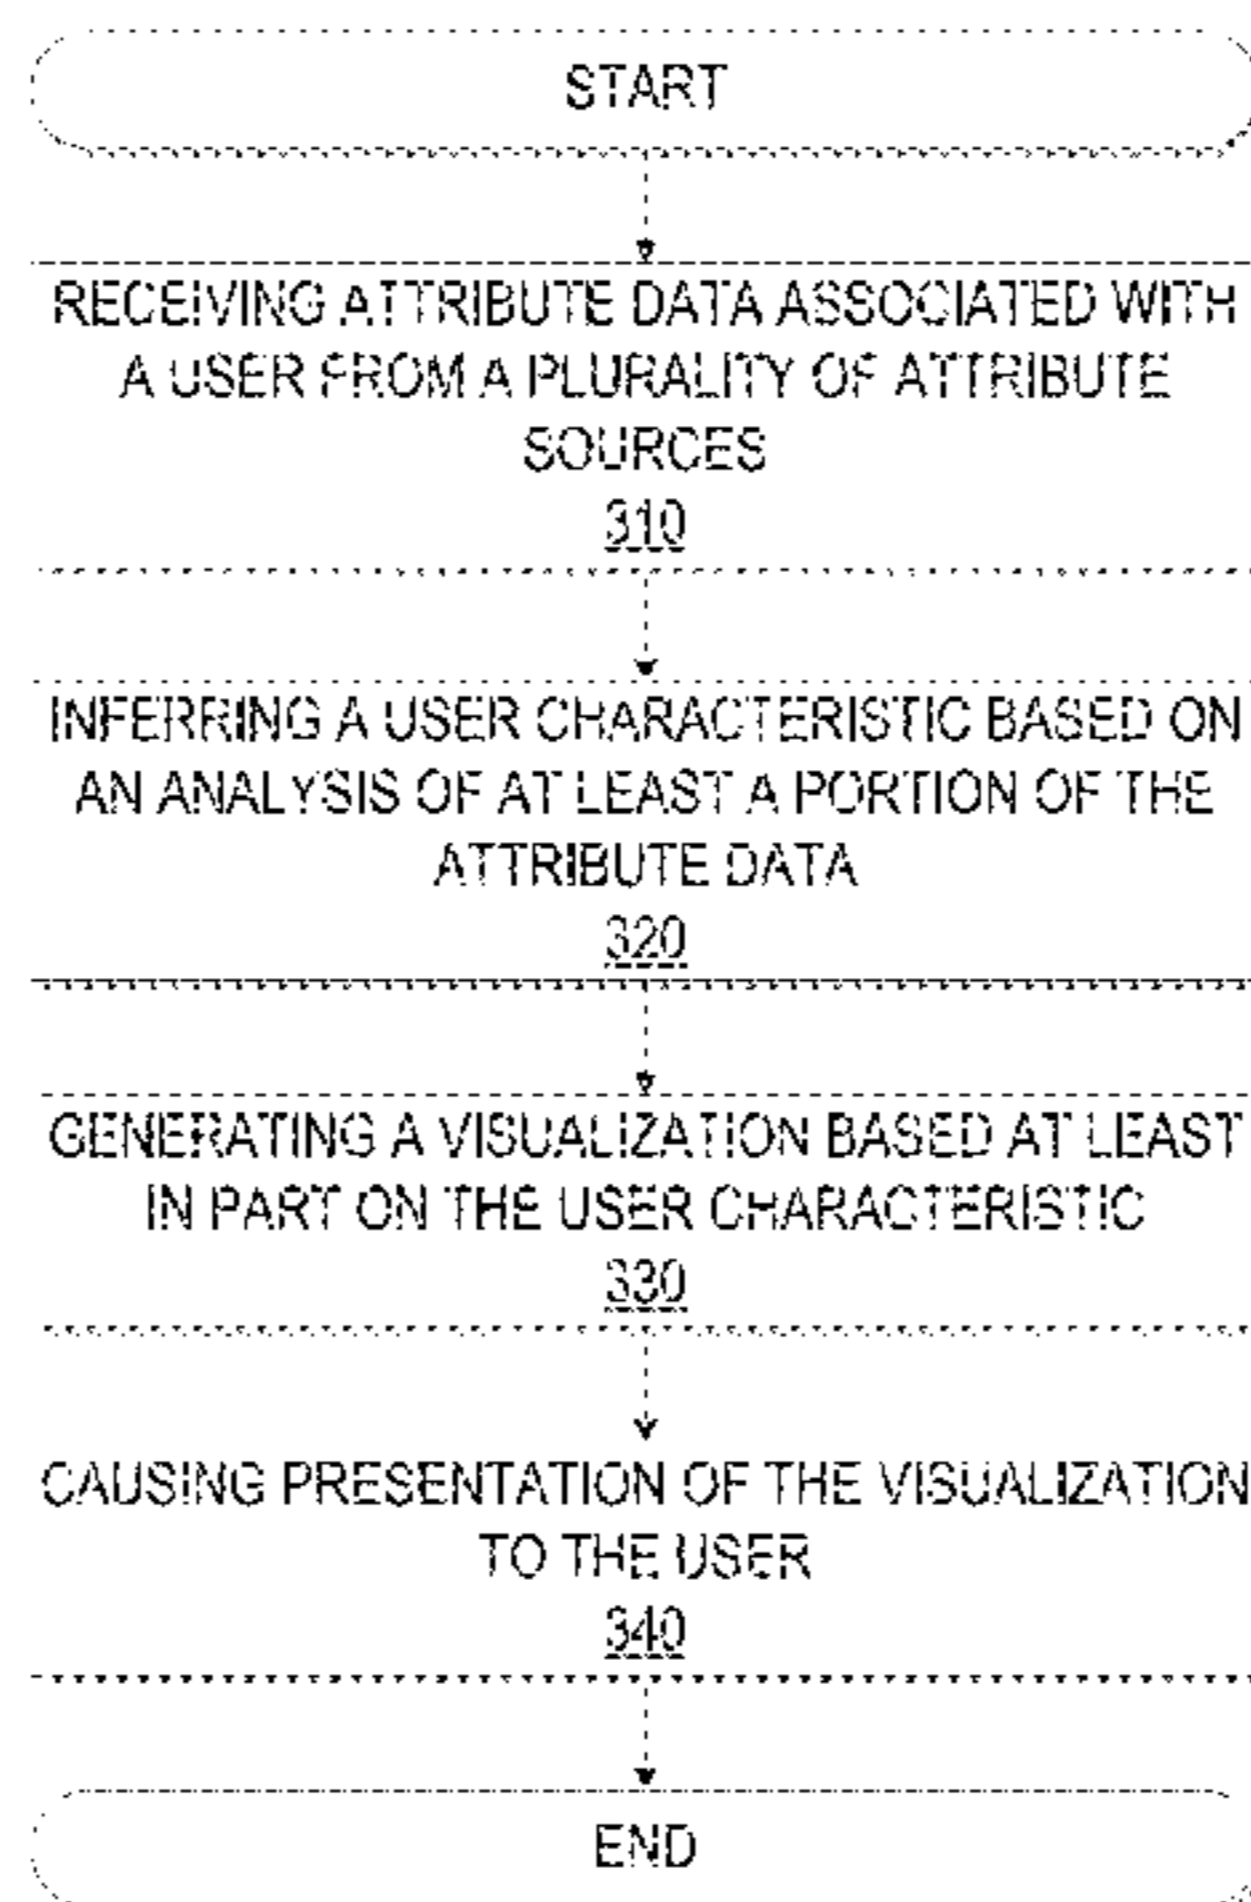 START
RECEIVING ATTRIBUTE DATA ASSOCIATED WITH
A USER FROM A PLURALITY OF ATTRIBUTE
SOURCES
310
INFERRING A USER CHARACTERISTIC BASED ON
AN ANALYSIS OF AT LEAST A PORTION OF THE
ATTRIBUTE DATA
320
GENERATING A VISUALIZATION BASED AT LEAST
IN PART ON THE USER CHARACTERISTIC
330
CAUSING PRESENTATION OF THE VISUALIZATION
TO THE USER
340
END